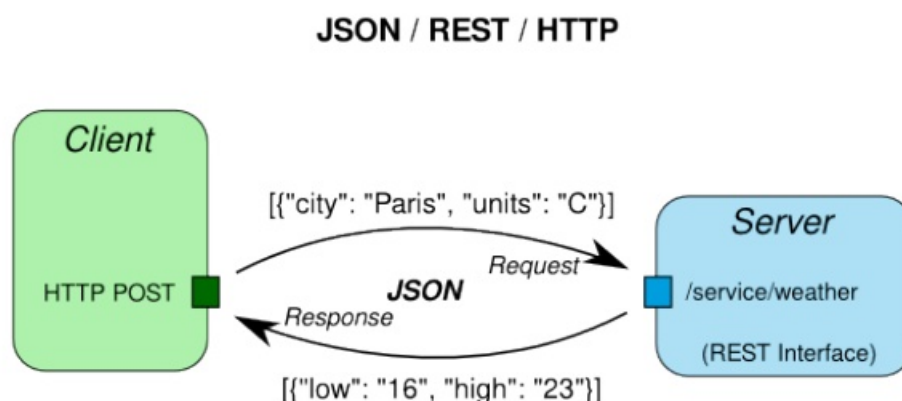 JSON / REST / HTTP
Client
[{"city": "Paris", "units": "C"}]
Server
Request
HTTP POST
JSON
/service/weather
Response
(REST Interface)
[{"low": "16", "high": "23"}]